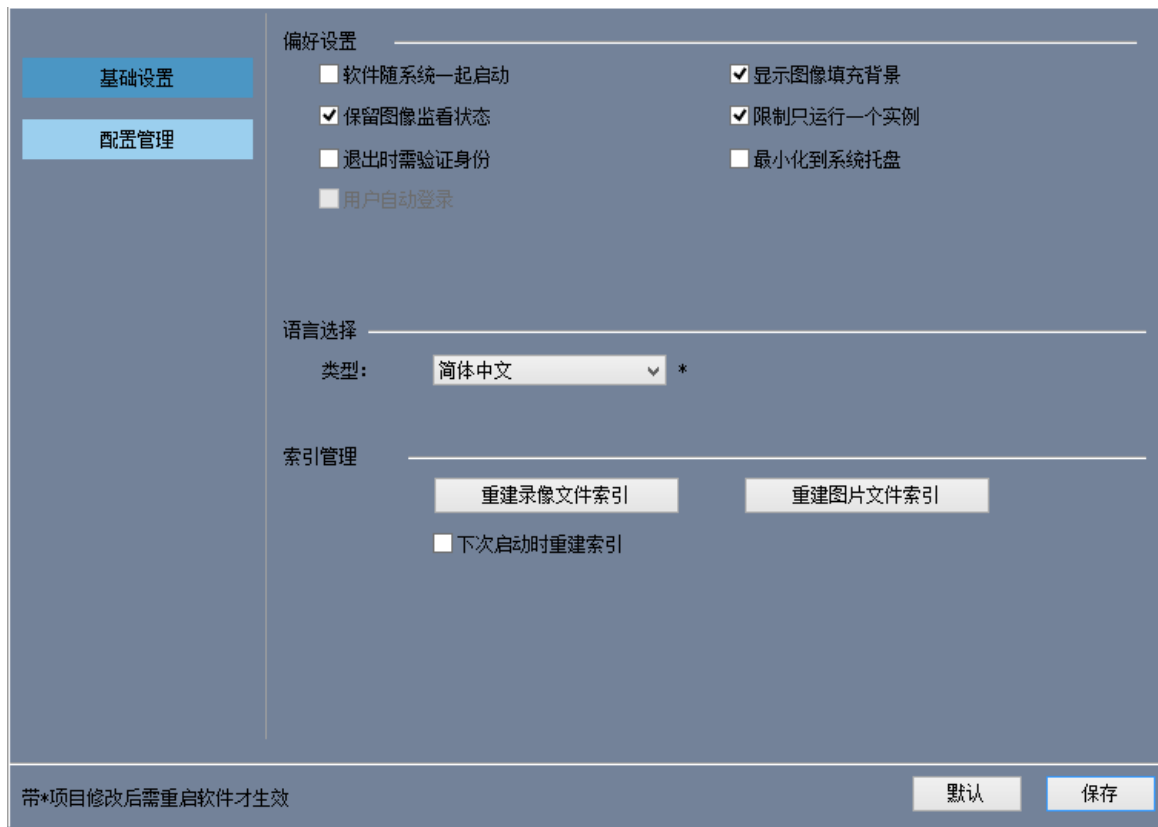 基础设置
配置管理
偏好设置
软件随系统一起启动
显示图像填充背景
保留图像监看状态
限制只运行一个实例
退出时需验证身份
最小化到系统托盘
用户自动登录
语言选择
类型: 简体中文 *
索引管理
重建录像文件索引
重建图片文件索引
下次启动时重建索引
带*项目修改后需重启软件才生效
默认
保存